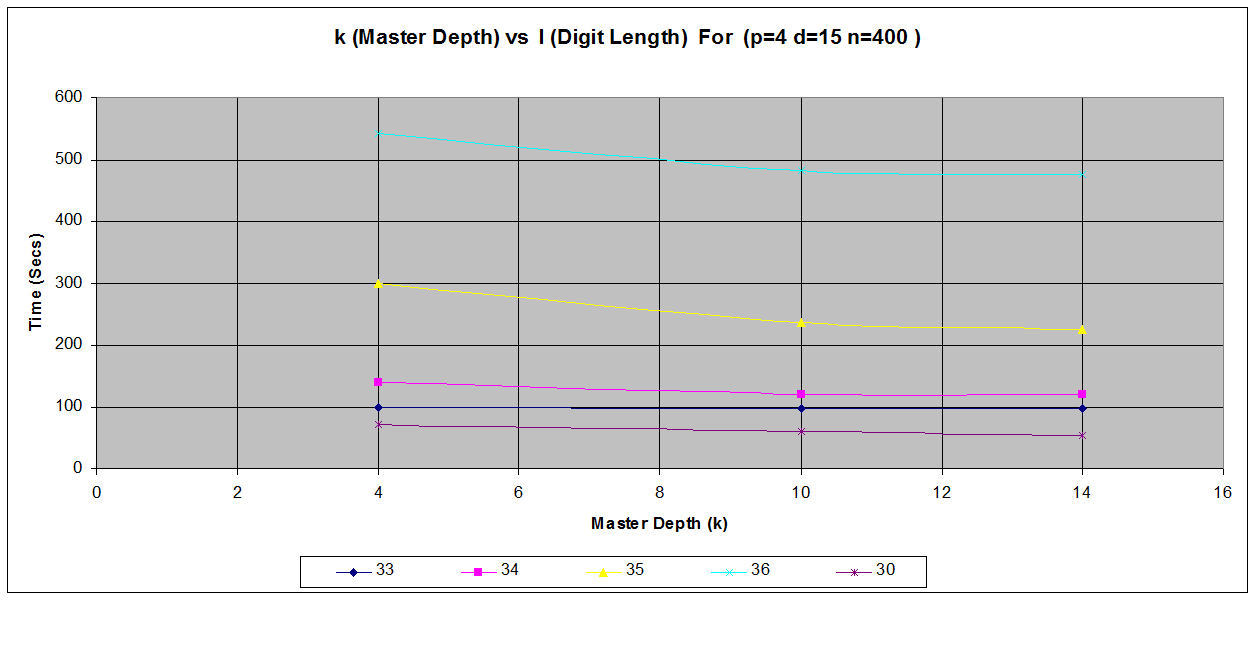 k (Master Depth) vs l (Digit Length) For (p=4 d=15 n=400 )
600
500
400
300
200
100
0
Time (Secs)
0 2 4 6 8 10 12 14 16
Master Depth (k)
33 34 35 36 30